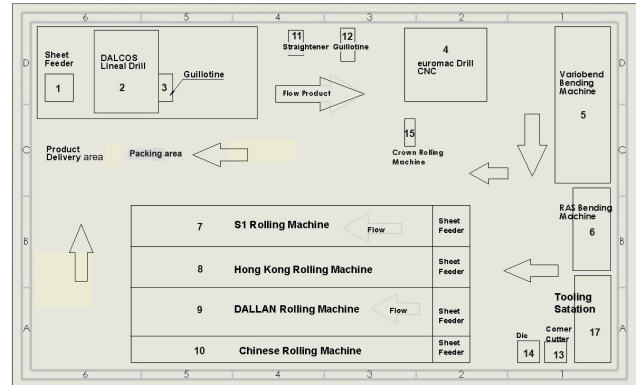 6 5 4 3 2 1
D
Sheet
Feeder
1
DALCOS
Lineal Drill
2
3
Guillotine
11
Straightener
12
Guillotine
Flow Product
4
euromac Drill
CNC
Variobend
Bending
Machine
5
D
C
Product
Delivery area
Packing area
15
Crown Rolling
Machine
C
RAS Bending
Machine
6
B
7 S1 Rolling Machine Flow Sheet
Feeder
8 Hong Kong Rolling Machine Sheet
Feeder
B
9 DALLAN Rolling Machine Flow Sheet
Feeder
10 Chinese Rolling Machine Sheet
Feeder
A
Tooling
Satation
17
Die
14
Corner
Cutter
13
A
6 5 4 3 2 1